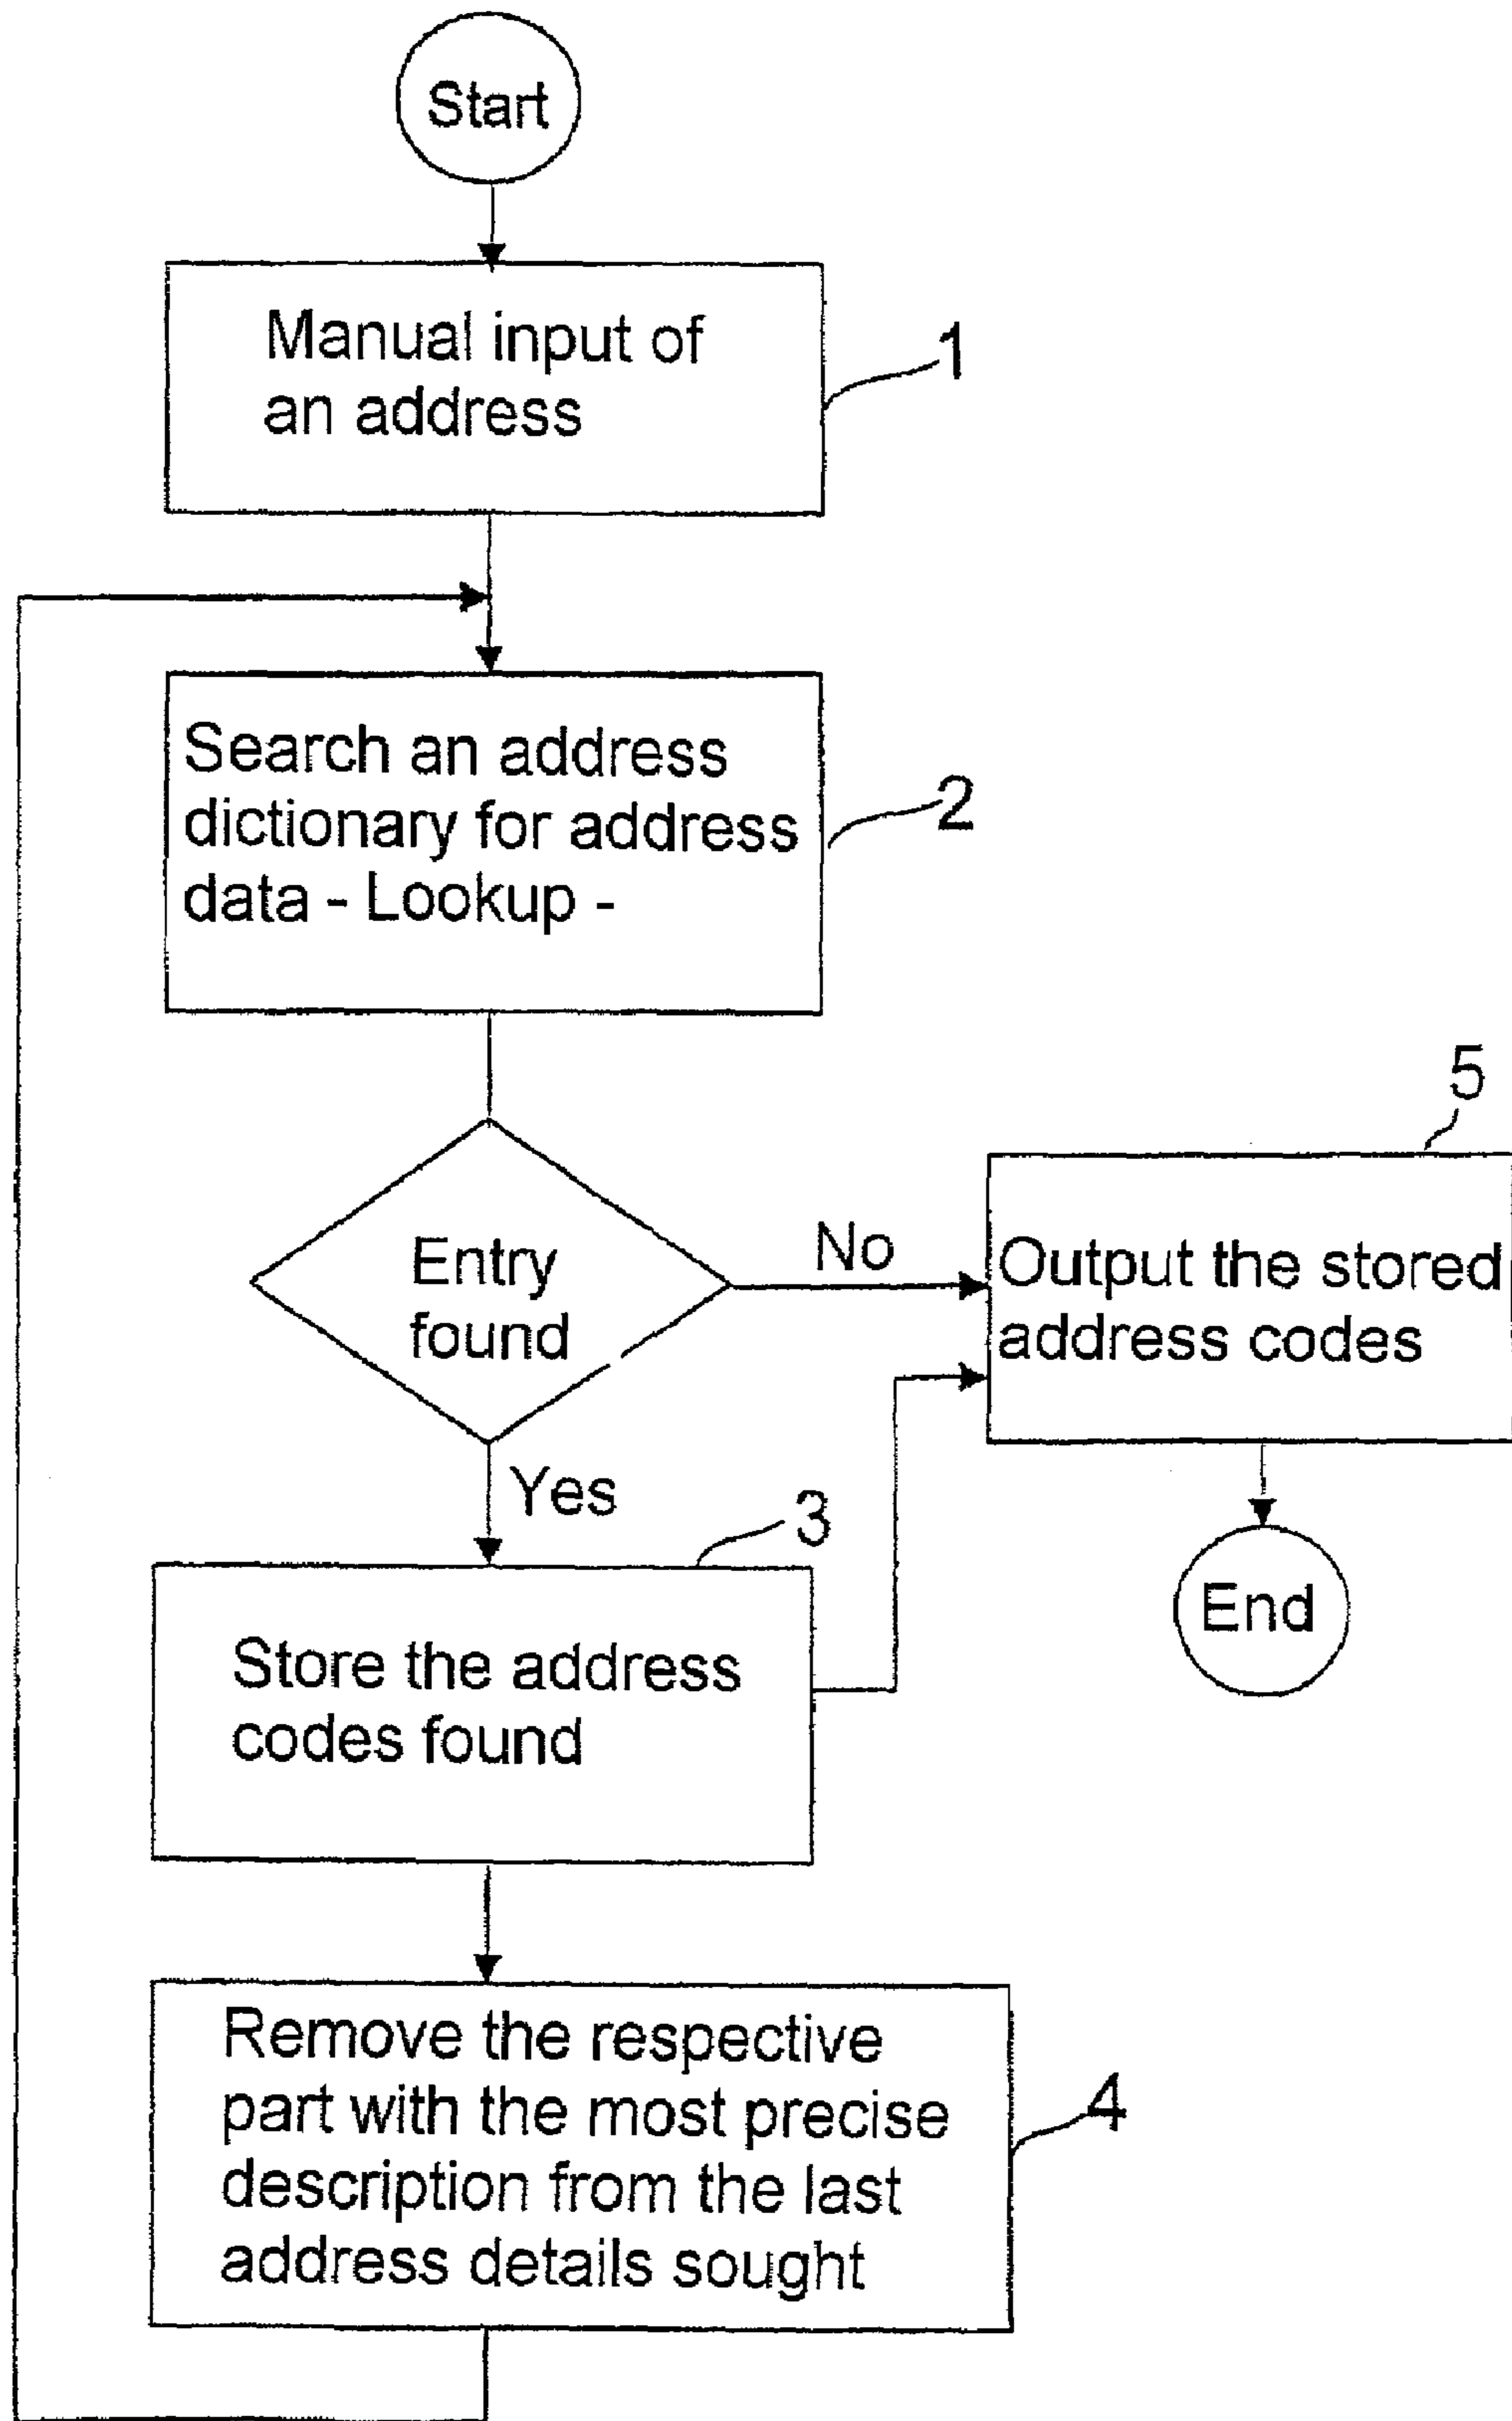 Start
Manual input of
an address
1
Search an address
dictionary for address
data - Lookup -
2
Entry
found
No
5
Output the stored
address codes
Yes
3
End
Store the address
codes found
Remove the respective
part with the most precise
description from the last
address details sought
4